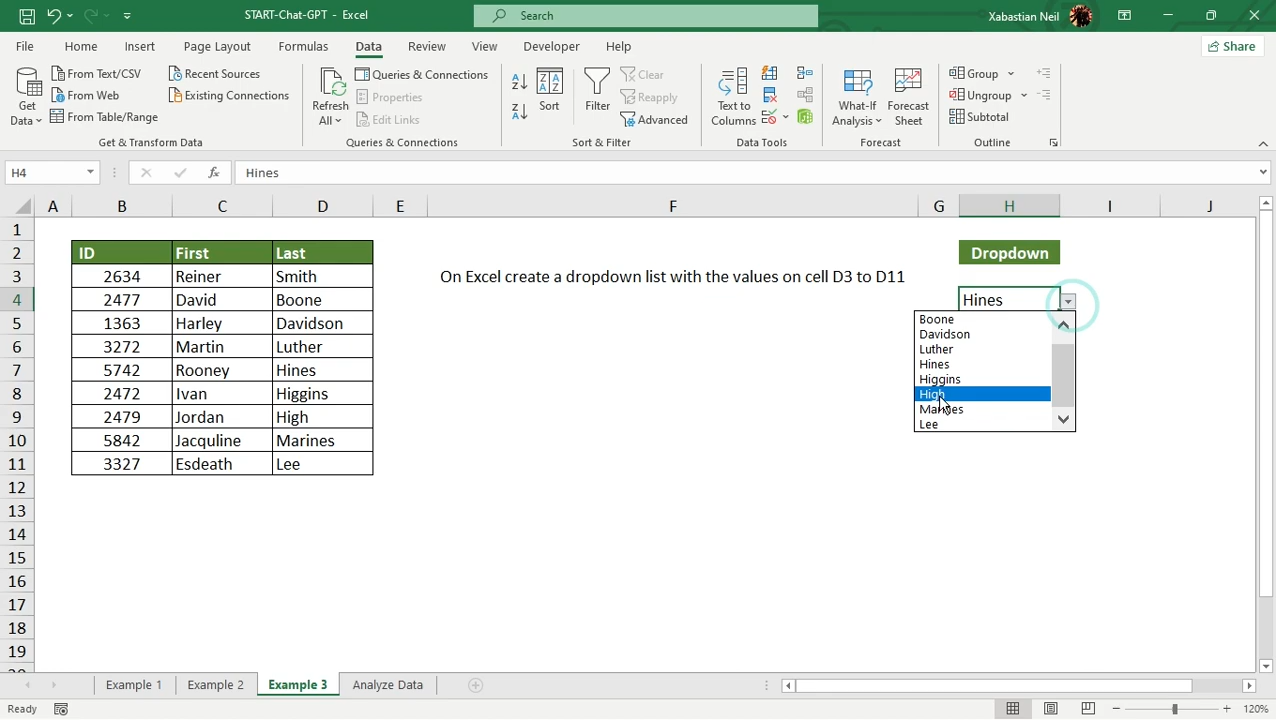 START-Chat-GPT - Excel
Search
Xabastian Neil
File Home Insert Page Layout Formulas Data Review View Developer Help
Share
Get Data
From Text/CSV
From Web
From Table/Range
Recent Sources
Existing Connections
Get & Transform Data
Refresh All
Queries & Connections
Properties
Edit Links
Queries & Connections
Sort
Filter
Clear
Reapply
Advanced
Sort & Filter
Text to Columns
Data Tools
What-If Analysis
Forecast Sheet
Forecast
Group
Ungroup
Subtotal
Outline
H4 fx Hines
A B C D E F G H I J
1
2 ID First Last Dropdown
3 2634 Reiner Smith On Excel create a dropdown list with the values on cell D3 to D11
4 2477 David Boone Hines
5 1363 Harley Davidson
6 3272 Martin Luther
7 5742 Rooney Hines
8 2472 Ivan Higgins
9 2479 Jordan High
10 5842 Jacquline Marines
11 3327 Esdeath Lee
Boone
Davidson
Luther
Hines
Higgins
High
Marines
Lee
12
13
14
15
16
17
18
19
Example 1 Example 2 Example 3 Analyze Data
Ready
120%